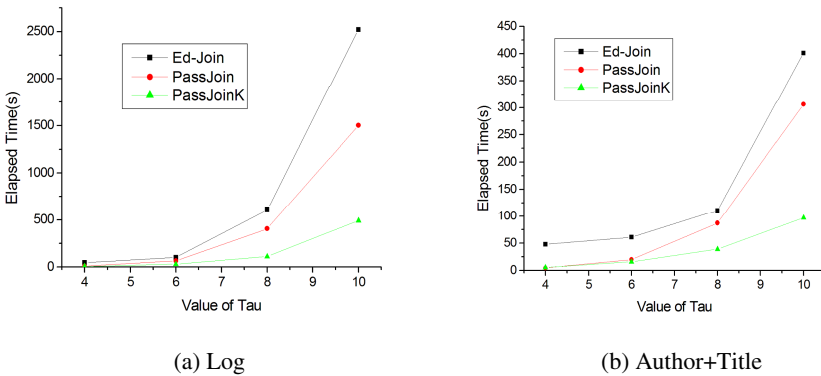 Elapsed Time(s)
2500
2000
1500
1000
500
0
Ed-Join
PassJoin
PassJoinK
4 5 6 7 8 9 10
Value of Tau
(a) Log
Elapsed Time(s)
450
400
350
300
250
200
150
100
50
0
Ed-Join
PassJoin
PassJoinK
4 5 6 7 8 9 10
Value of Tau
(b) Author+Title